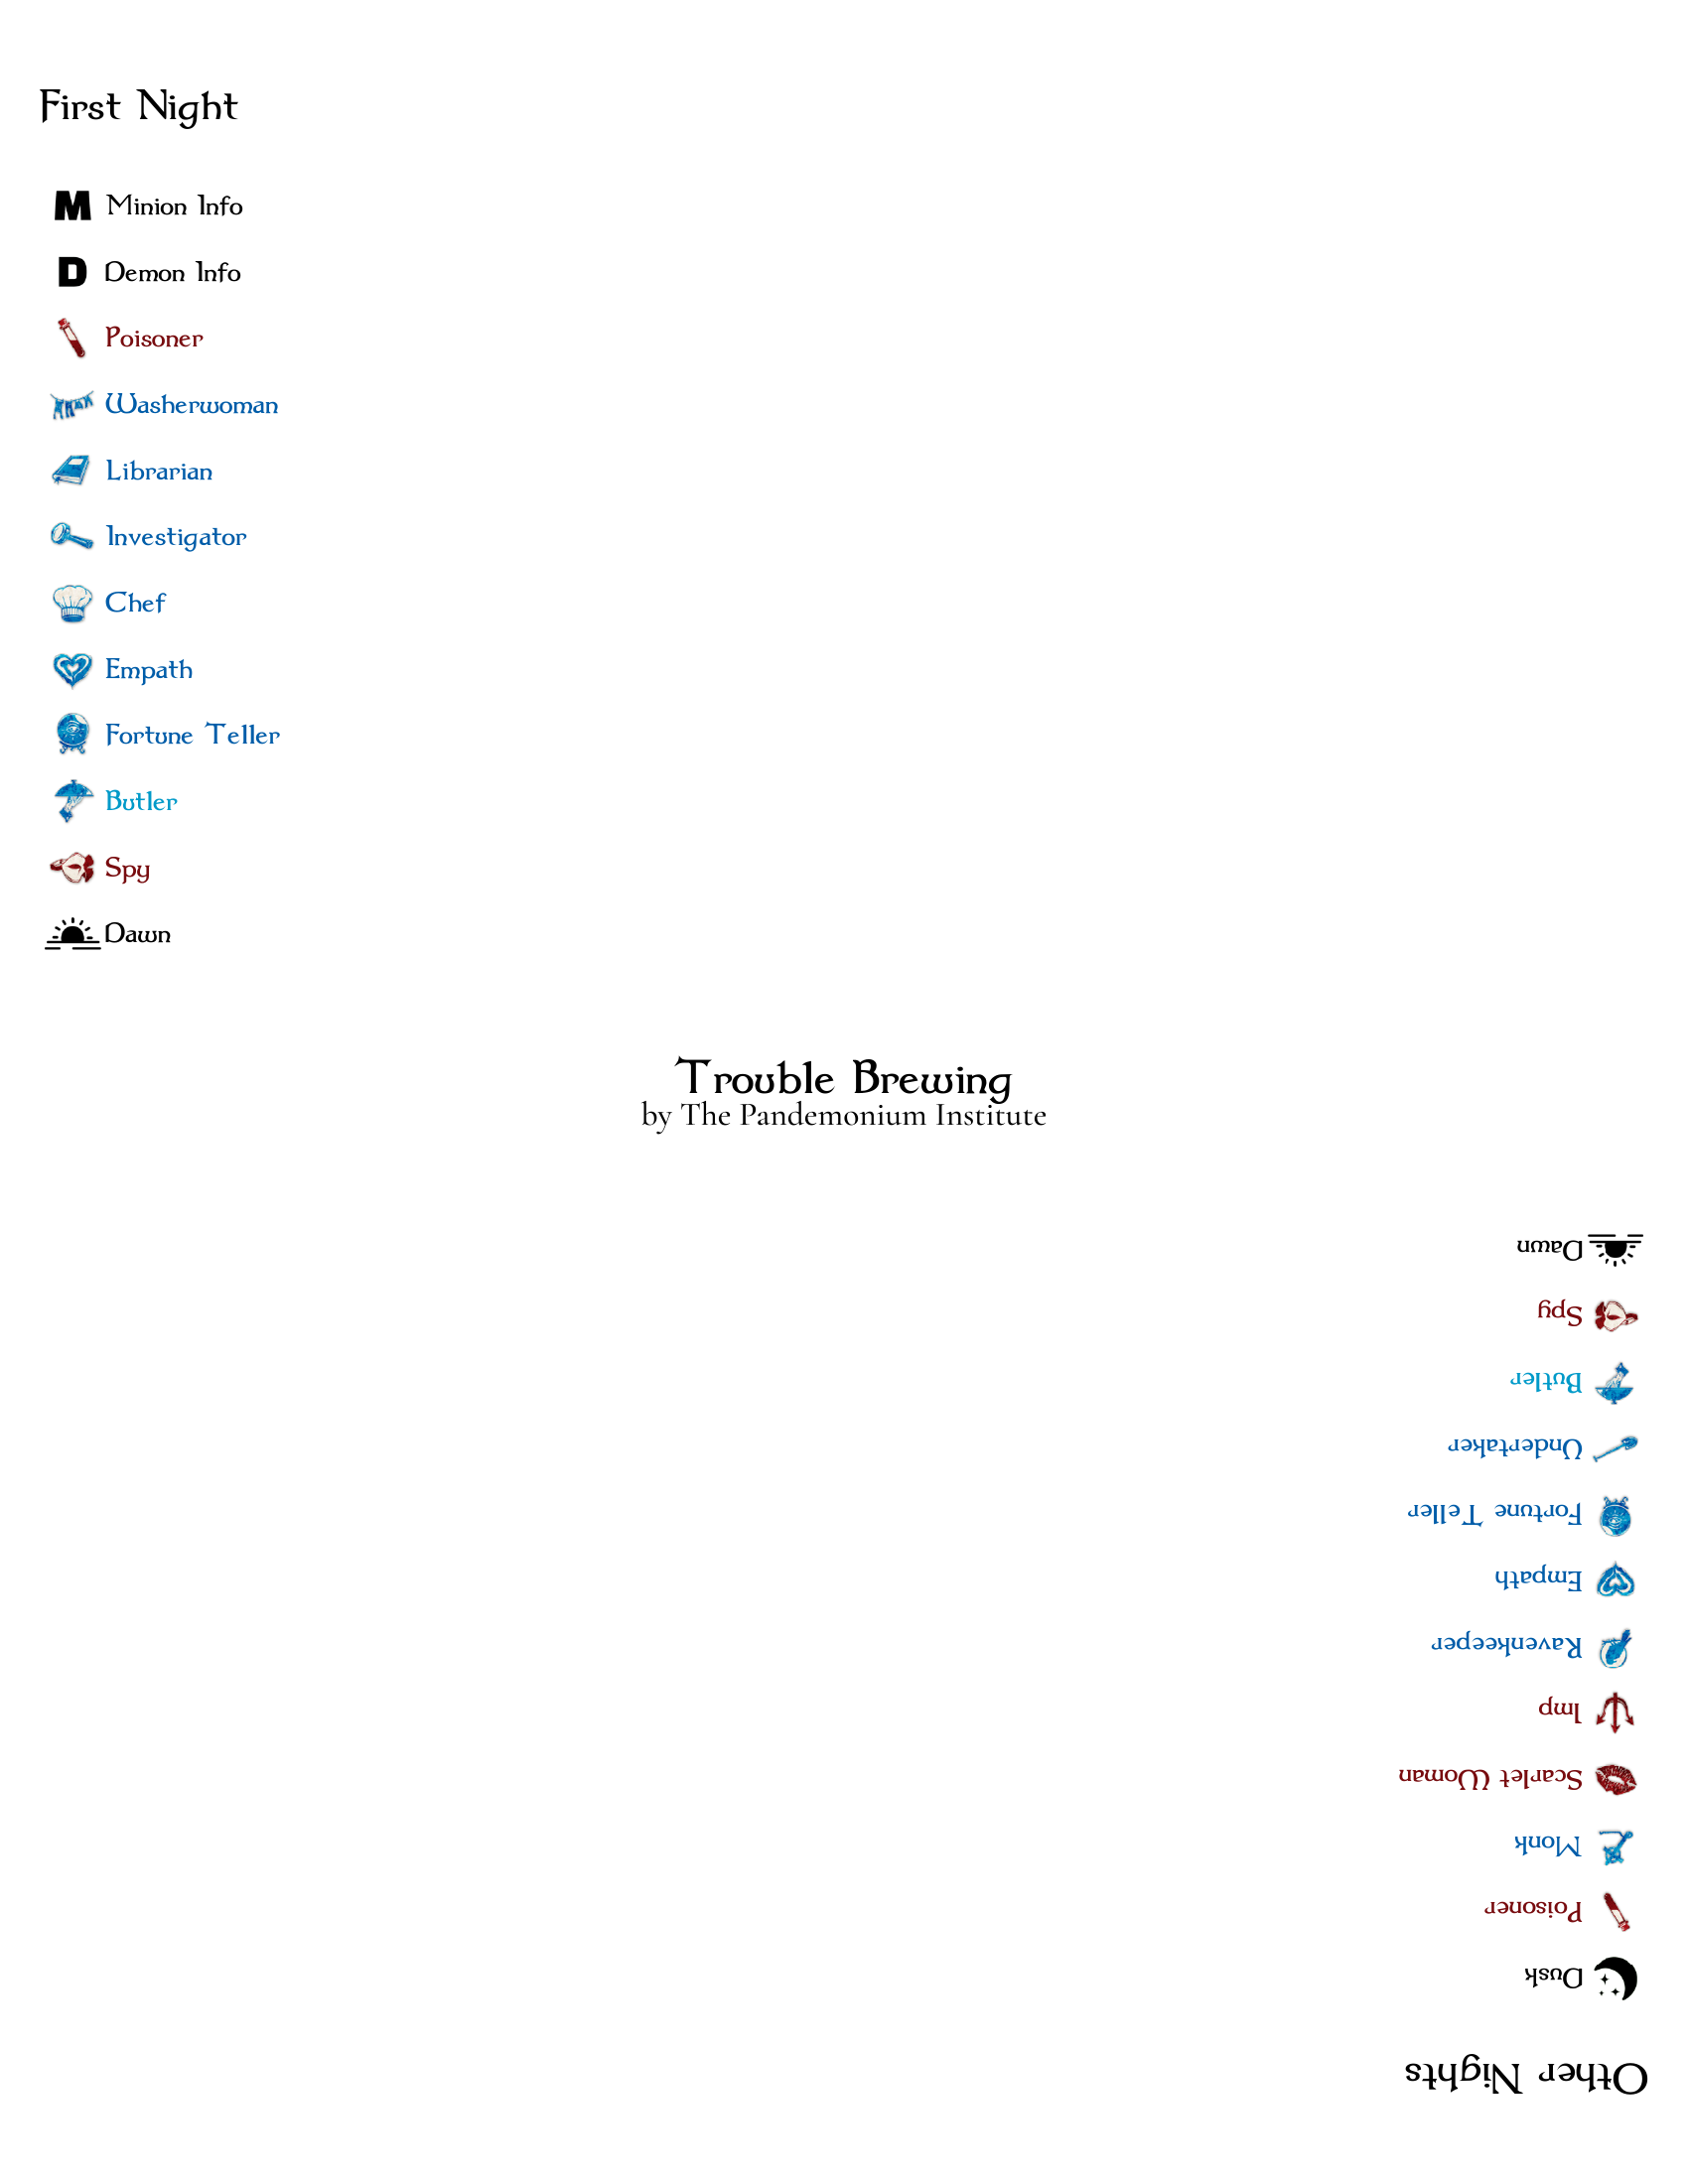 First Night
M Minion Info
D Demon Info
Poisoner
Washerwoman
Librarian
Investigator
Chef
Empath
Fortune Teller
Butler
Spy
Dawn
Trouble Brewing
by The Pandemonium Institute
Other Nights
Dusk
Poisoner
Monk
Scarlet Woman
Imp
Ravenkeeper
Empath
Fortune Teller
Undertaker
Butler
Spy
Dawn